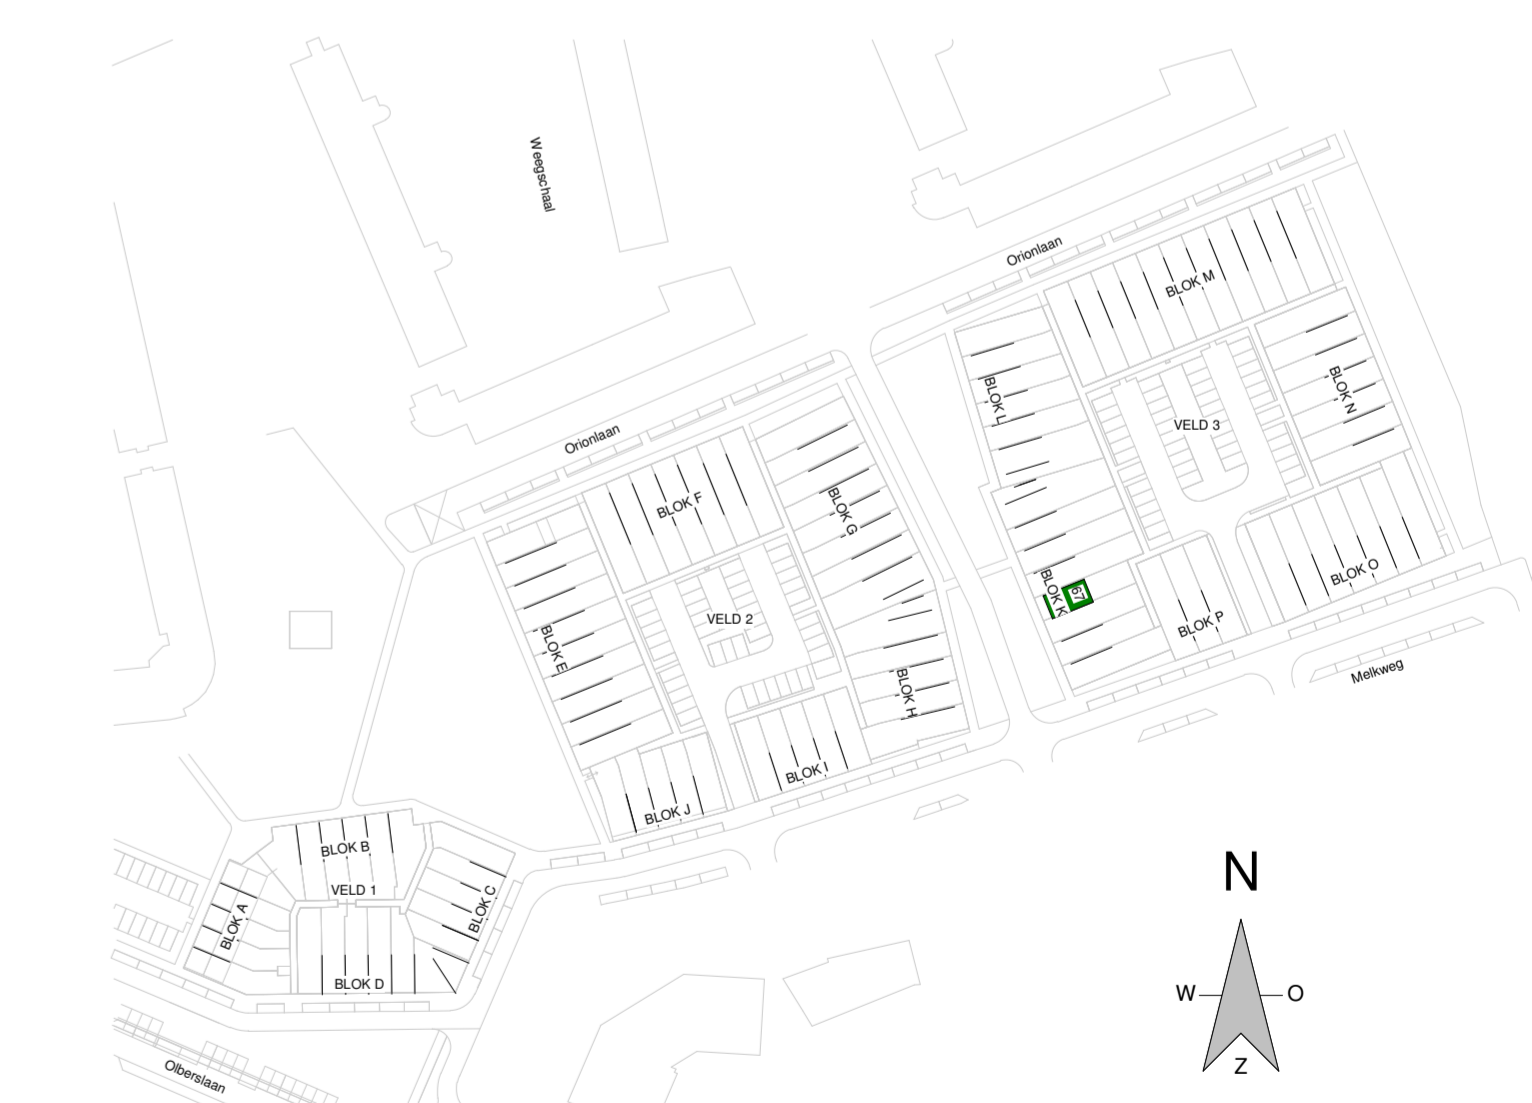 Weegschaal
Orionlaan
BLOK M
BLOK L
BLOK N
VELD 3
Orionlaan
BLOK F
BLOK G
BLOK O
BLOK K
67
VELD 2
BLOK P
BLOK E
Melkweg
BLOK H
BLOK I
BLOK J
BLOK B
VELD 1
BLOK C
BLOK A
BLOK D
Olberslaan
N
W
O
Z